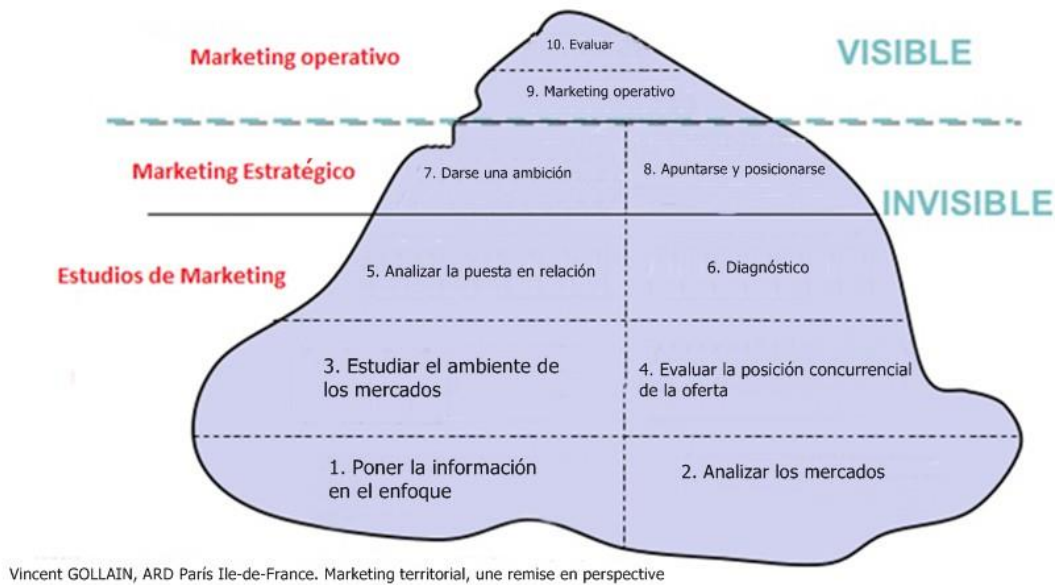 10. Evaluar
Marketing operativo
VISIBLE
9. Marketing operativo
Marketing Estratégico
7. Darse una ambición
8. Apuntarse y posicionarse
INVISIBLE
Estudios de Marketing
5. Analizar la puesta en relación
6. Diagnóstico
3. Estudiar el ambiente de
los mercados
4. Evaluar la posición concurrencial
de la oferta
1. Poner la información
en el enfoque
2. Analizar los mercados
Vincent GOLLAIN, ARD París Ile-de-France. Marketing territorial, une remise en perspective